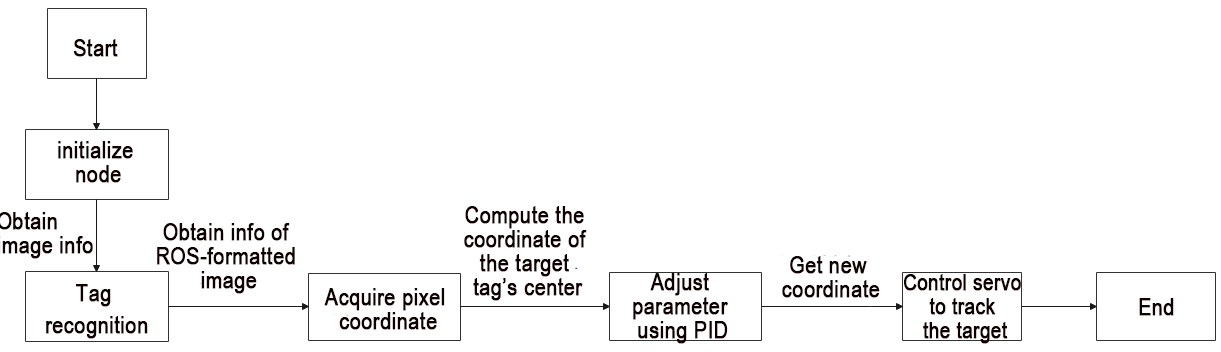 Start
initialize
node
Obtain
image info
Tag
recognition
Obtain info of
ROS-formatted
image
Acquire pixel
coordinate
Compute the
coordinate of
the target
tag's center
Adjust
parameter
using PID
Get new
coordinate
Control servo
to track
the target
End